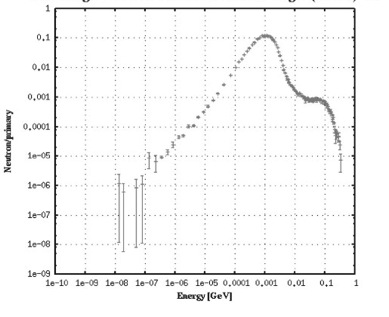 1
0.1
0.01
0.001
0.0001
1e-05
1e-06
1e-07
1e-08
1e-09
Neutron/primary
1e-10 1e-09 1e-08 1e-07 1e-06 1e-05 0.0001 0.001 0.01 0.1 1
Energy [GeV]